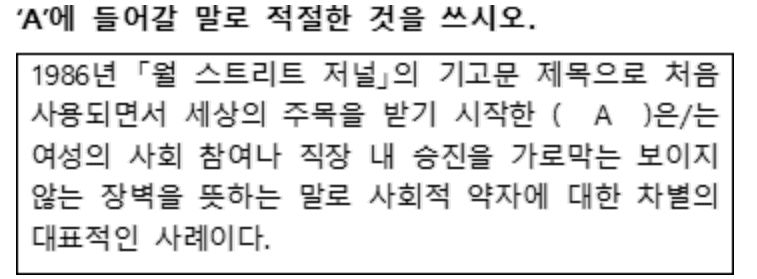 ‘A’에 들어갈 말로 적절한 것을 쓰시오.
1986년 「월 스트리트 저널」의 기고문 제목으로 처음
사용되면서 세상의 주목을 받기 시작한 ( A )은/는
여성의 사회 참여나 직장 내 승진을 가로막는 보이지
않는 장벽을 뜻하는 말로 사회적 약자에 대한 차별의
대표적인 사례이다.